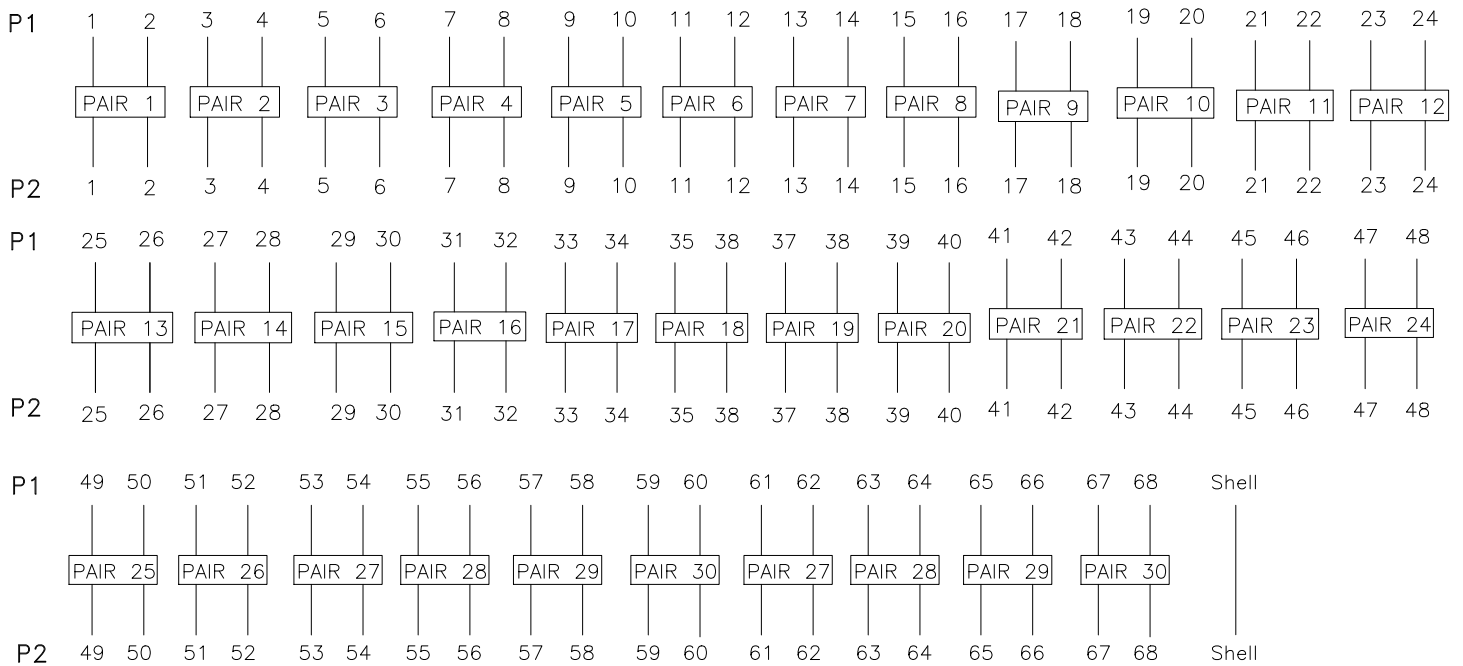 P1 1 2 3 4 5 6 7 8 9 10 11 12 13 14 15 16 17 18 19 20 21 22 23 24
PAIR 1 PAIR 2 PAIR 3 PAIR 4 PAIR 5 PAIR 6 PAIR 7 PAIR 8 PAIR 9 PAIR 10 PAIR 11 PAIR 12
P2 1 2 3 4 5 6 7 8 9 10 11 12 13 14 15 16 17 18 19 20 21 22 23 24
P1 25 26 27 28 29 30 31 32 33 34 35 38 37 38 39 40 41 42 43 44 45 46 47 48
PAIR 13 PAIR 14 PAIR 15 PAIR 16 PAIR 17 PAIR 18 PAIR 19 PAIR 20 PAIR 21 PAIR 22 PAIR 23 PAIR 24
P2 25 26 27 28 29 30 31 32 33 34 35 38 37 38 39 40 41 42 43 44 45 46 47 48
P1 49 50 51 52 53 54 55 56 57 58 59 60 61 62 63 64 65 66 67 68 Shell
PAIR 25 PAIR 26 PAIR 27 PAIR 28 PAIR 29 PAIR 30 PAIR 27 PAIR 28 PAIR 29 PAIR 30
P2 49 50 51 52 53 54 55 56 57 58 59 60 61 62 63 64 65 66 67 68 Shell